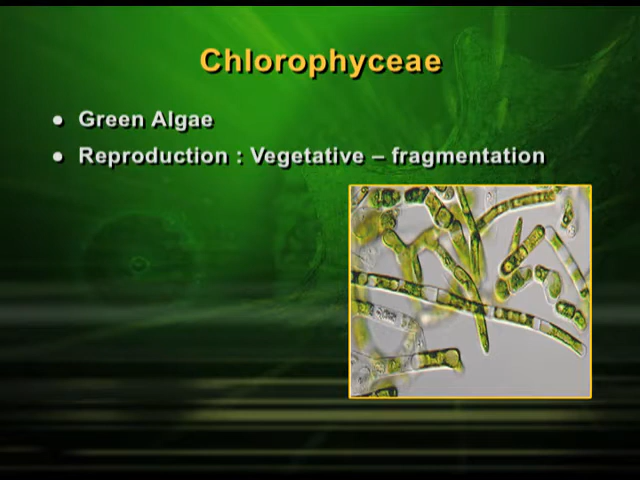 Chlorophyceae
● Green Algae
● Reproduction : Vegetative – fragmentation